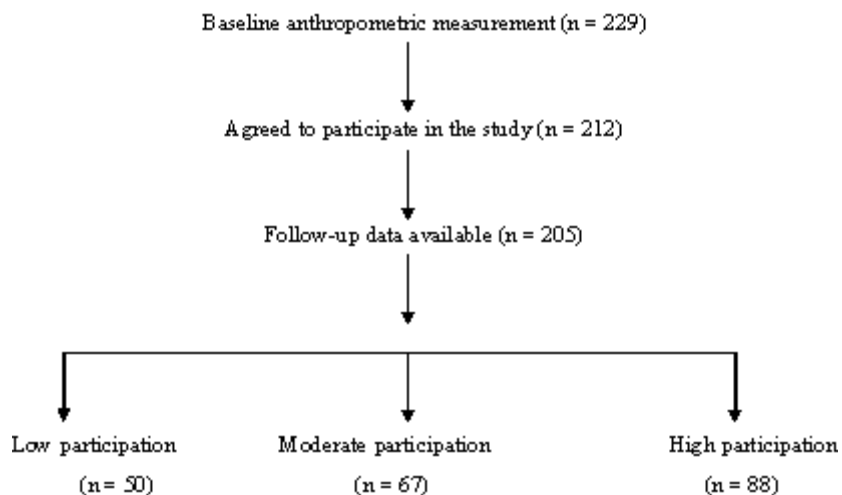 Baseline anthropometric measurement (n = 229)
Agreed to participate in the study (n = 212)
Follow-up data available (n = 205)
Low participation
(n = 50)
Moderate participation
(n = 67)
High participation
(n = 88)